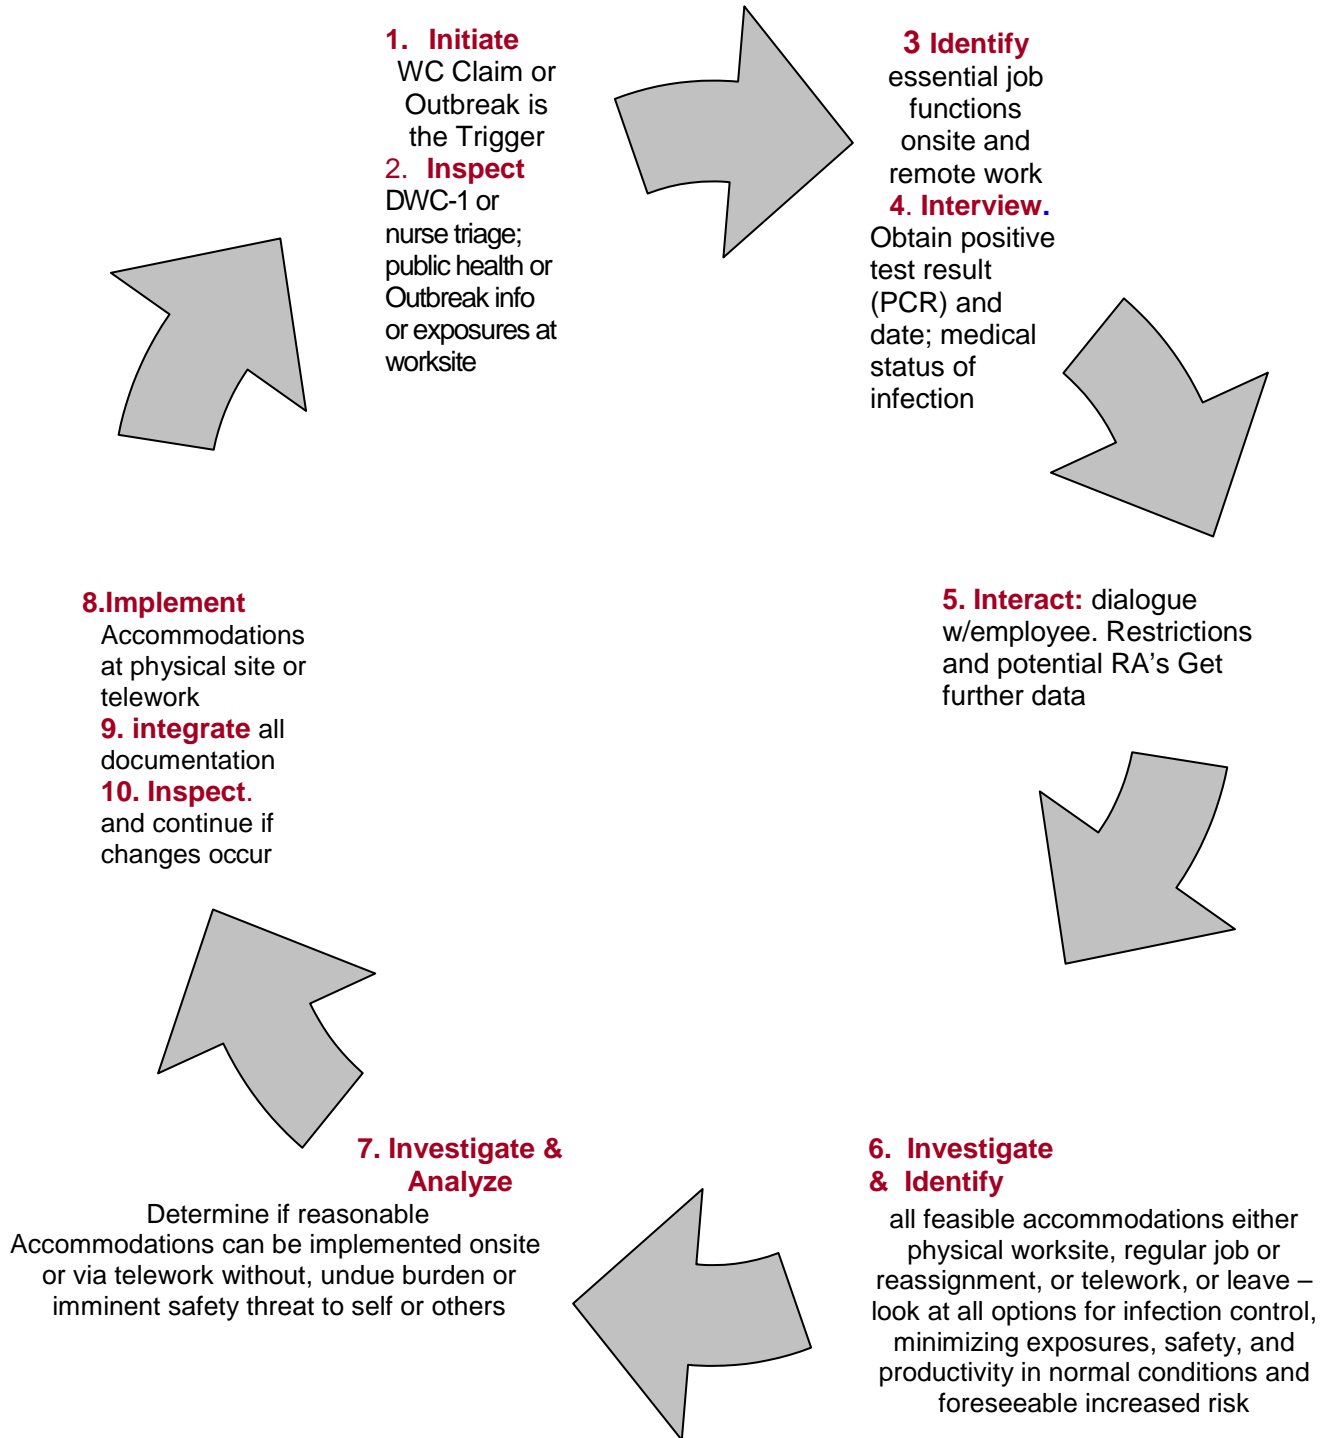 1. Initiate
WC Claim or
Outbreak is
the Trigger
2. Inspect
DWC-1 or
nurse triage;
public health or
Outbreak info
or exposures at
worksite
3 Identify
essential job
functions
onsite and
remote work
4. Interview.
Obtain positive
test result
(PCR) and
date; medical
status of
infection
5. Interact: dialogue
w/employee. Restrictions
and potential RA’s Get
further data
6. Investigate
& Identify
all feasible accommodations either
physical worksite, regular job or
reassignment, or telework, or leave –
look at all options for infection control,
minimizing exposures, safety, and
productivity in normal conditions and
foreseeable increased risk
7. Investigate &
Analyze
Determine if reasonable
Accommodations can be implemented onsite
or via telework without, undue burden or
imminent safety threat to self or others
8.Implement
Accommodations
at physical site or
telework
9. integrate all
documentation
10. Inspect.
and continue if
changes occur